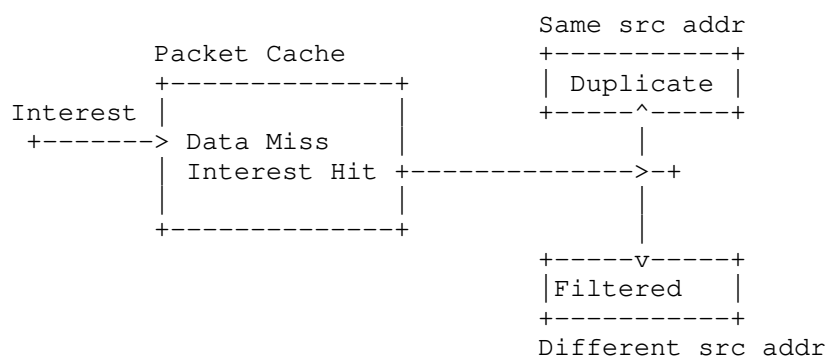 Same src addr
Packet Cache
Duplicate
Interest
Data Miss
Interest Hit
Filtered
Different src addr